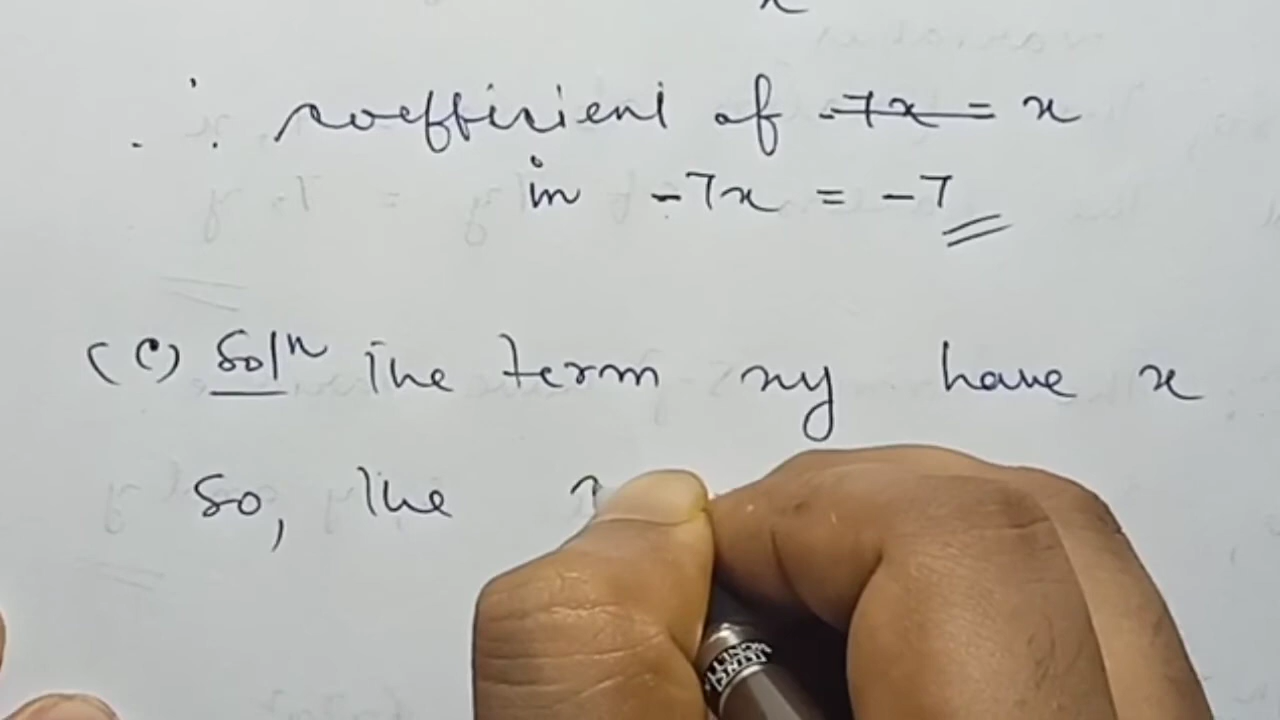 x
∴ coefficient of -7x = x
in -7x = -7
(c) Solⁿ The term xy have x
So, the